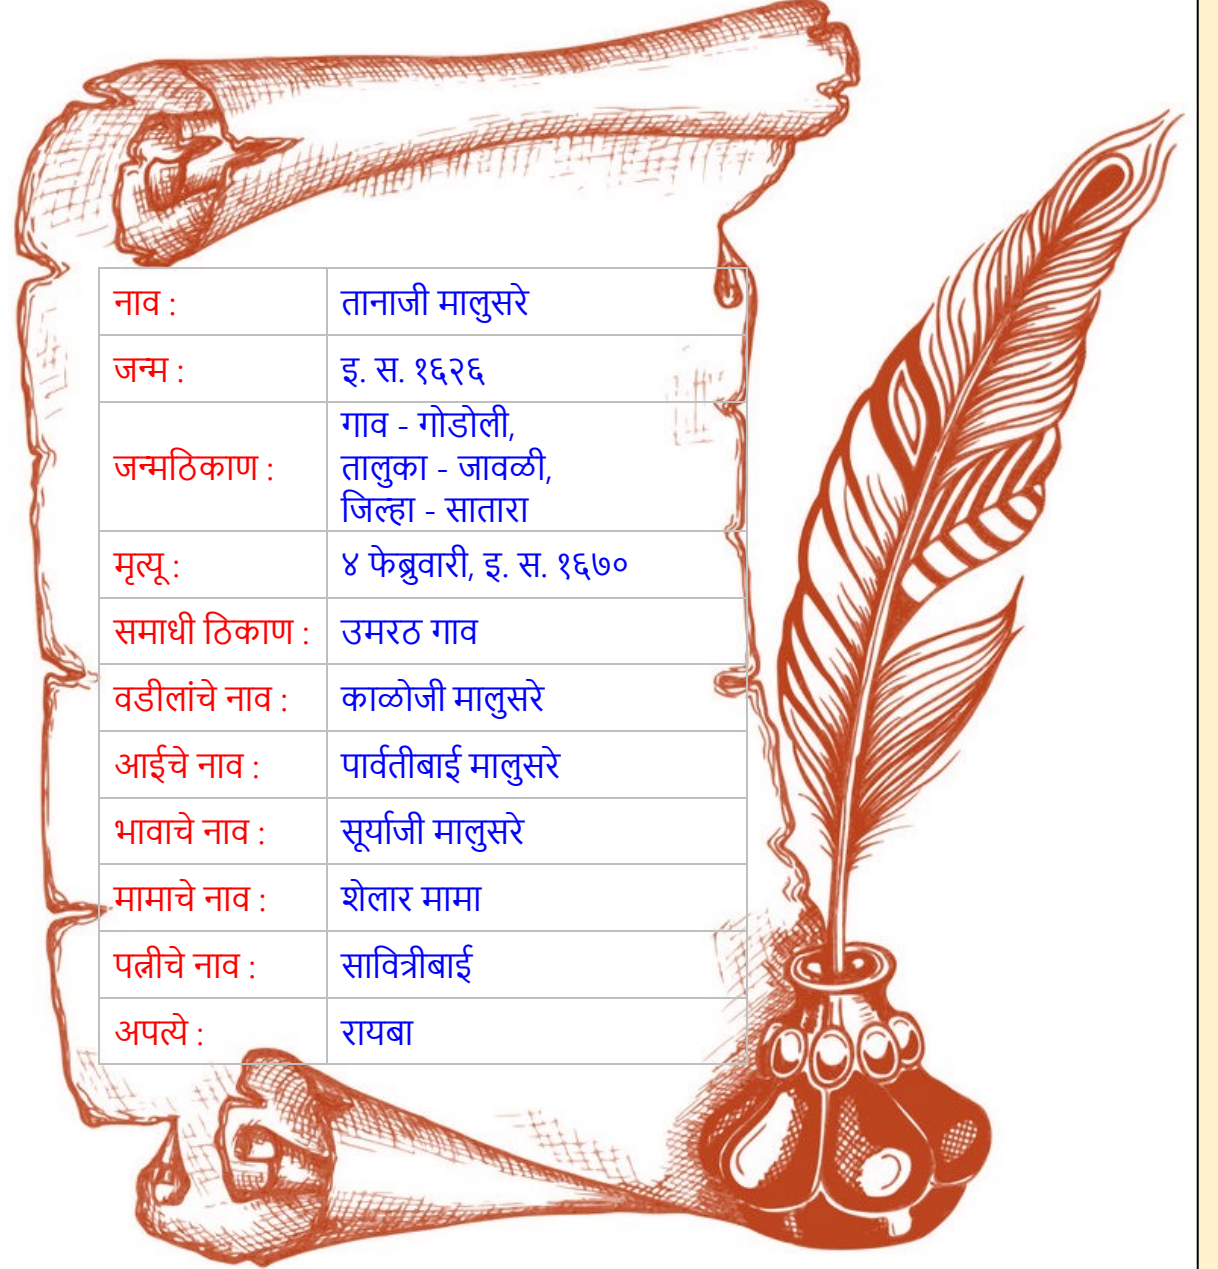 नाव : तानाजी मालुसरे
जन्म : इ. स. १६२६
जन्मठिकाण : गाव - गोडोली,
तालुका - जावळी,
जिल्हा - सातारा
मृत्यू : ४ फेब्रुवारी, इ. स. १६७०
समाधी ठिकाण : उमरठ गाव
वडीलांचे नाव : काळोजी मालुसरे
आईचे नाव : पार्वतीबाई मालुसरे
भावाचे नाव : सूर्याजी मालुसरे
मामाचे नाव : शेलार मामा
पत्नीचे नाव : सावित्रीबाई
अपत्ये : रायबा